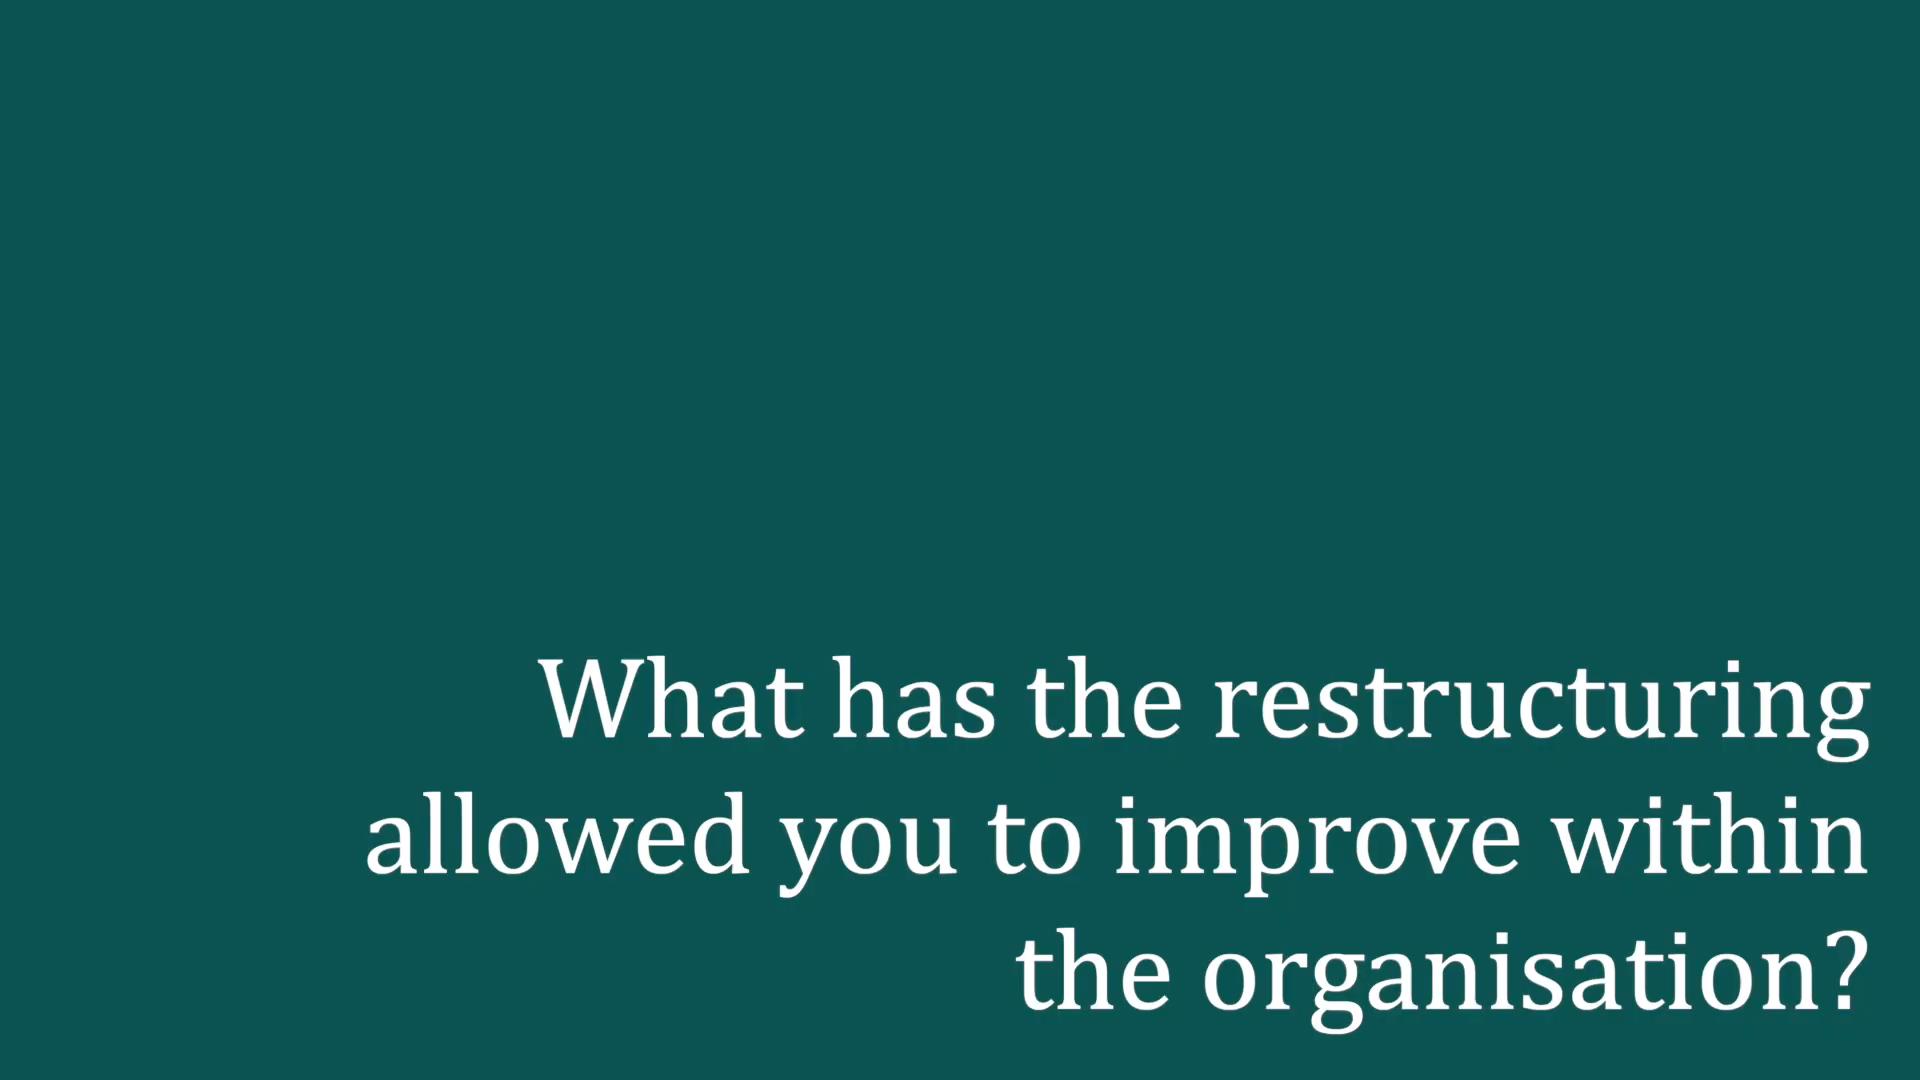 What has the restructuring
allowed you to improve within
the organisation?